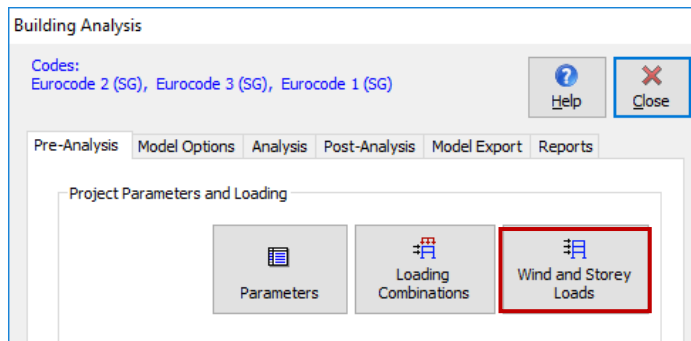 Building Analysis
Codes:
Eurocode 2 (SG), Eurocode 3 (SG), Eurocode 1 (SG)
Help
Close
Pre-Analysis
Model Options
Analysis
Post-Analysis
Model Export
Reports
Project Parameters and Loading
Parameters
Loading
Combinations
Wind and Storey
Loads